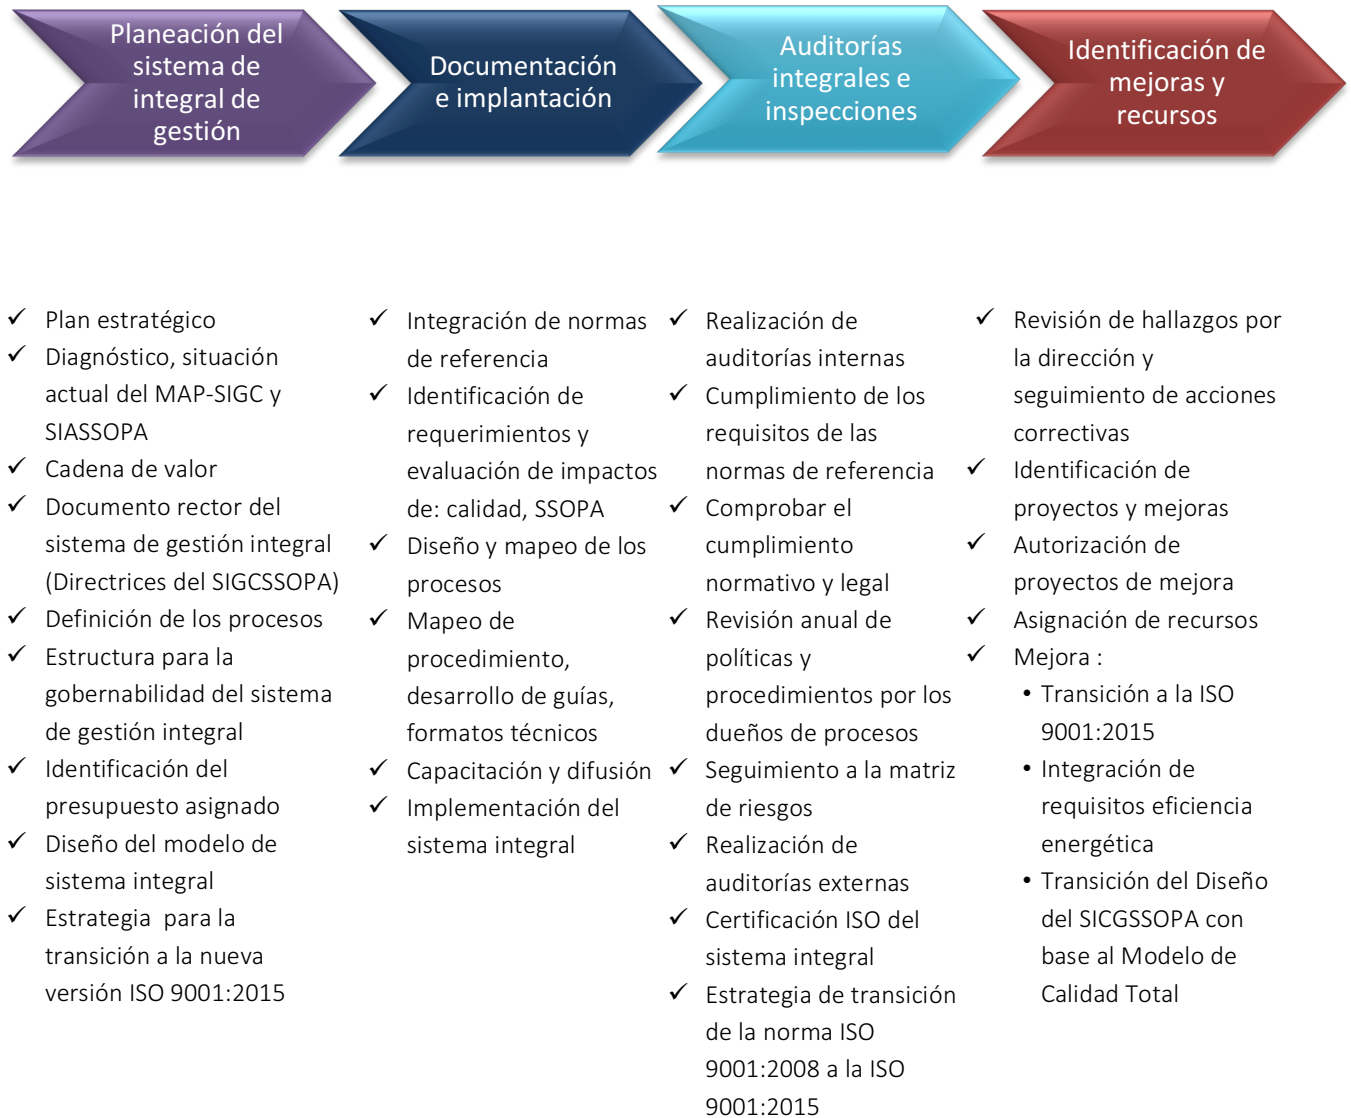 Planeación del
sistema de
integral de
gestión
Documentación
e implantación
Auditorías
integrales e
inspecciones
Identificación de
mejoras y
recursos
✓ Plan estratégico
✓ Diagnóstico, situación
actual del MAP-SIGC y
SIASSOPA
✓ Cadena de valor
✓ Documento rector del
sistema de gestión integral
(Directrices del SIGCSSOPA)
✓ Definición de los procesos
✓ Estructura para la
gobernabilidad del sistema
de gestión integral
✓ Identificación del
presupuesto asignado
✓ Diseño del modelo de
sistema integral
✓ Estrategia para la
transición a la nueva
versión ISO 9001:2015
✓ Integración de normas
de referencia
✓ Identificación de
requerimientos y
evaluación de impactos
de: calidad, SSOPA
✓ Diseño y mapeo de los
procesos
✓ Mapeo de
procedimiento,
desarrollo de guías,
formatos técnicos
✓ Capacitación y difusión
✓ Implementación del
sistema integral
✓ Realización de
auditorías internas
✓ Cumplimiento de los
requisitos de las
normas de referencia
✓ Comprobar el
cumplimiento
normativo y legal
✓ Revisión anual de
políticas y
procedimientos por los
dueños de procesos
✓ Seguimiento a la matriz
de riesgos
✓ Realización de
auditorías externas
✓ Certificación ISO del
sistema integral
✓ Estrategia de transición
de la norma ISO
9001:2008 a la ISO
9001:2015
✓ Revisión de hallazgos por
la dirección y
seguimiento de acciones
correctivas
✓ Identificación de
proyectos y mejoras
✓ Autorización de
proyectos de mejora
✓ Asignación de recursos
✓ Mejora :
• Transición a la ISO
9001:2015
• Integración de
requisitos eficiencia
energética
• Transición del Diseño
del SICGSSOPA con
base al Modelo de
Calidad Total